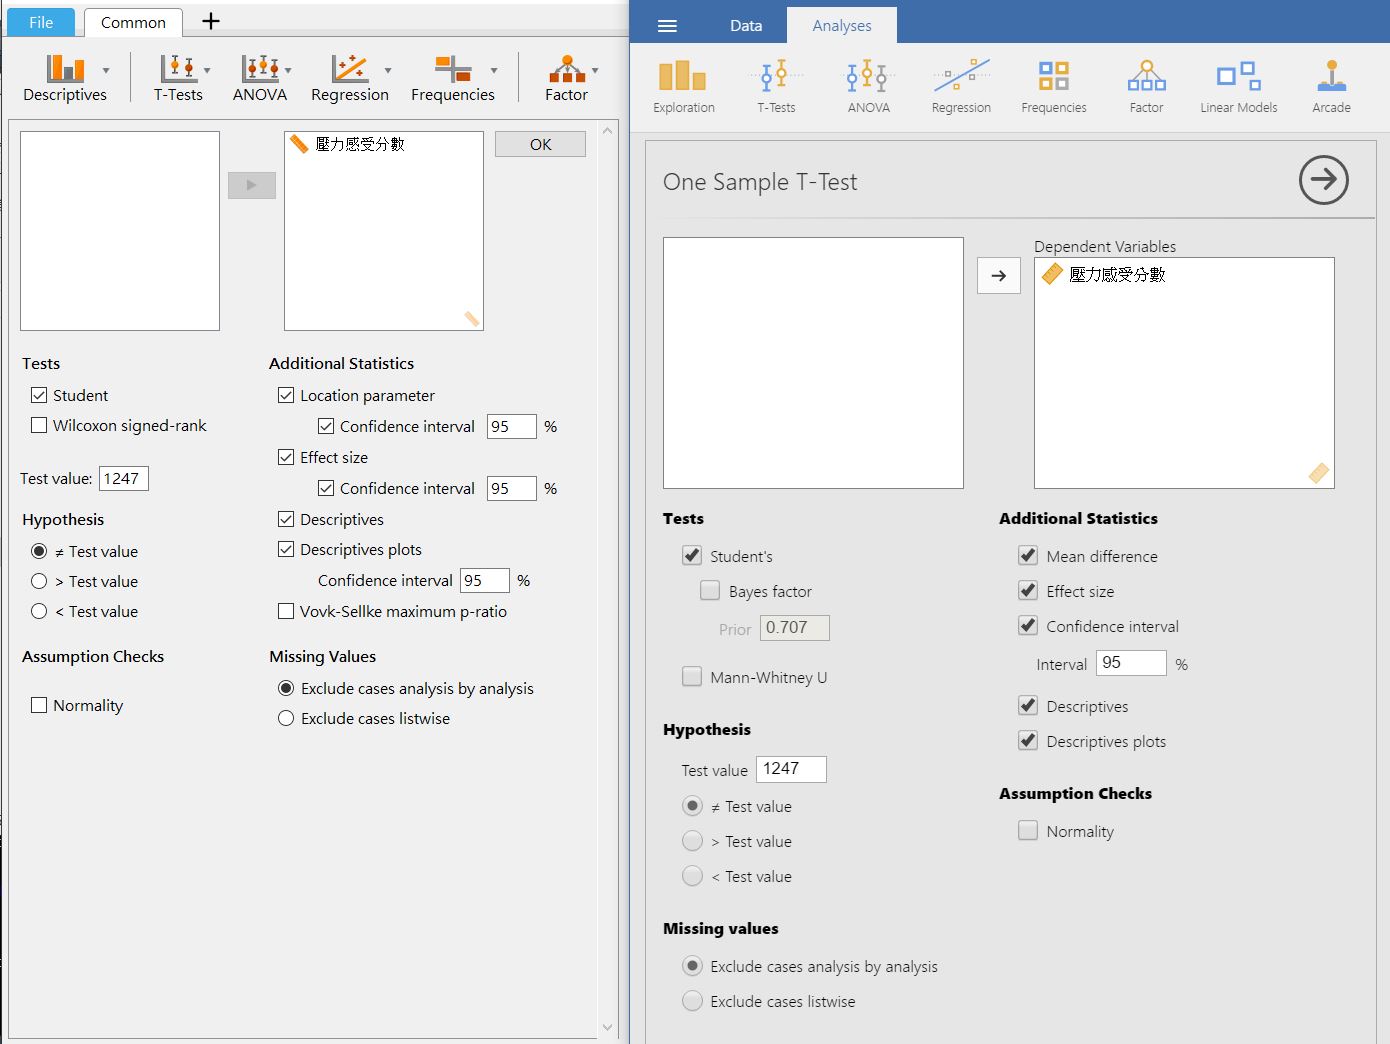 File
Common
Descriptives
T-Tests
ANOVA
Regression
Frequencies
Factor
壓力感受分數
OK
Tests
Student
Wilcoxon signed-rank
Test value: 1247
Hypothesis
≠ Test value
> Test value
< Test value
Assumption Checks
Normality
Additional Statistics
Location parameter
Confidence interval 95 %
Effect size
Confidence interval 95 %
Descriptives
Descriptives plots
Confidence interval 95 %
Vovk-Sellke maximum p-ratio
Missing Values
Exclude cases analysis by analysis
Exclude cases listwise
Data
Analyses
Exploration
T-Tests
ANOVA
Regression
Frequencies
Factor
Linear Models
Arcade
One Sample T-Test
Dependent Variables
壓力感受分數
Tests
Student's
Bayes factor
Prior 0.707
Mann-Whitney U
Hypothesis
Test value 1247
≠ Test value
> Test value
< Test value
Missing values
Exclude cases analysis by analysis
Exclude cases listwise
Additional Statistics
Mean difference
Effect size
Confidence interval
Interval 95 %
Descriptives
Descriptives plots
Assumption Checks
Normality